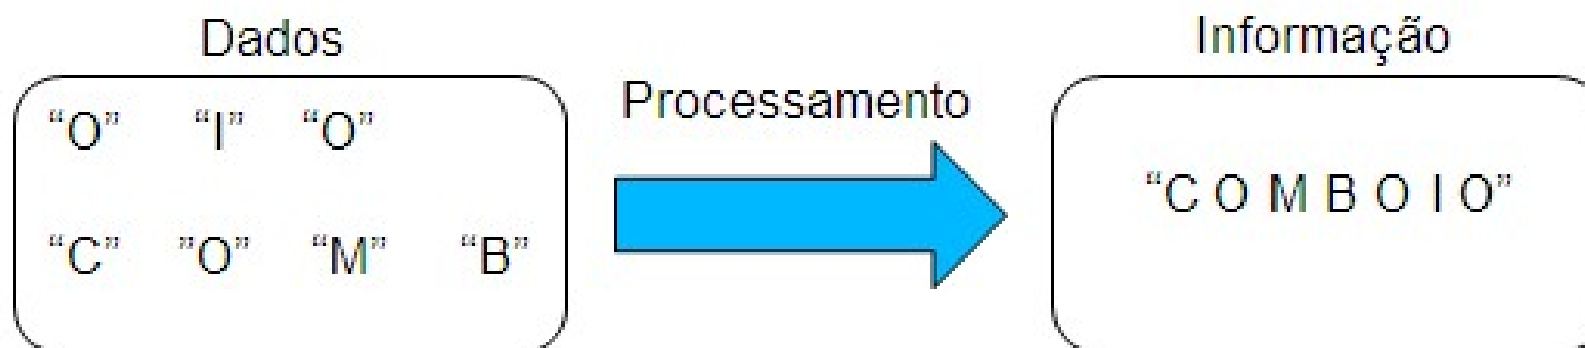 Dados
“O” “I” “O”
“C” ”O” “M” “B”
Processamento
Informação
“C O M B O I O”